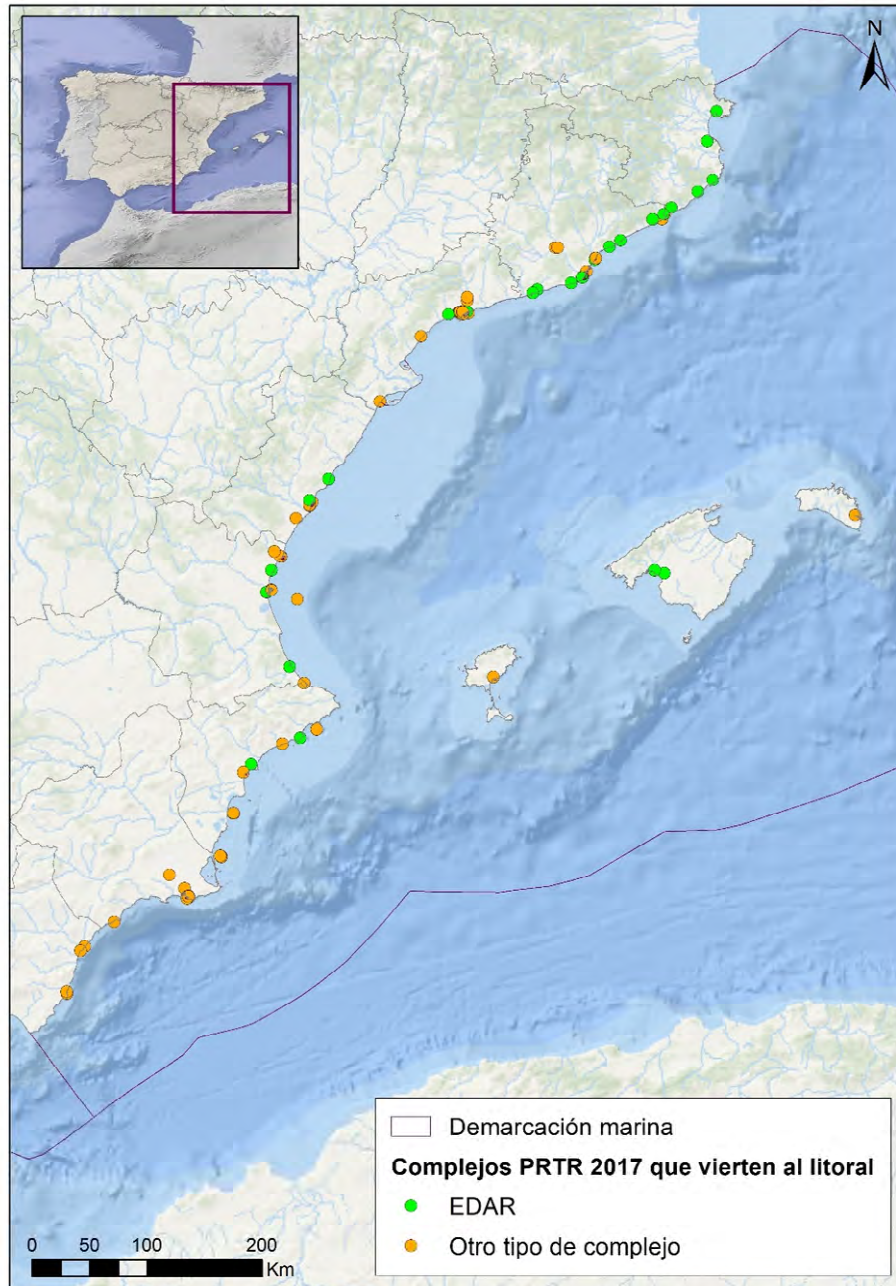 N
Demarcación marina
Complejos PRTR 2017 que vierten al litoral
EDAR
Otro tipo de complejo
0 50 100 200
Km